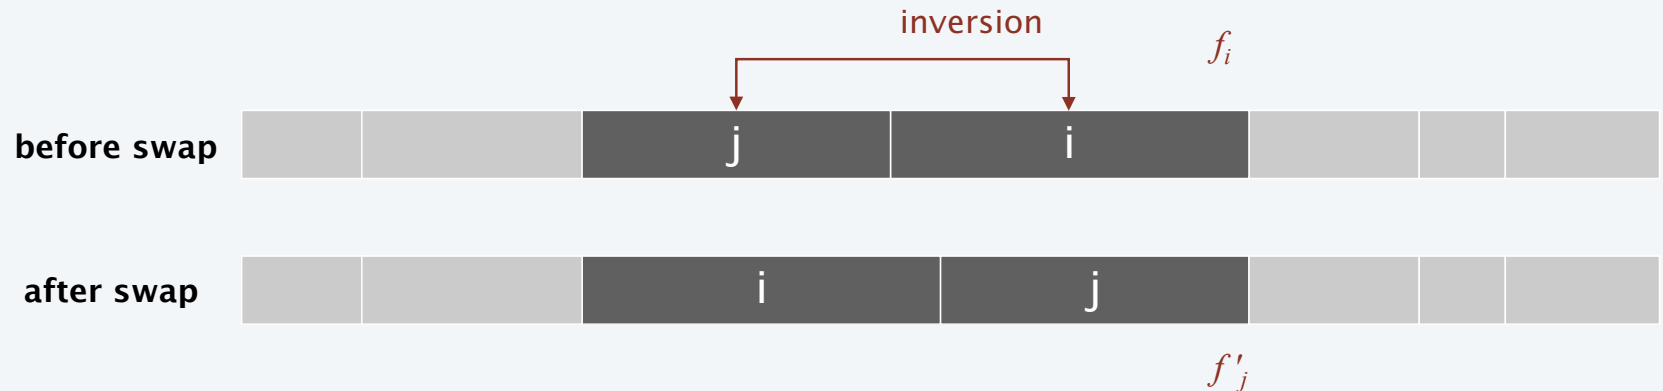 inversion
fᵢ
before swap
j i
after swap
i j
f′ⱼ